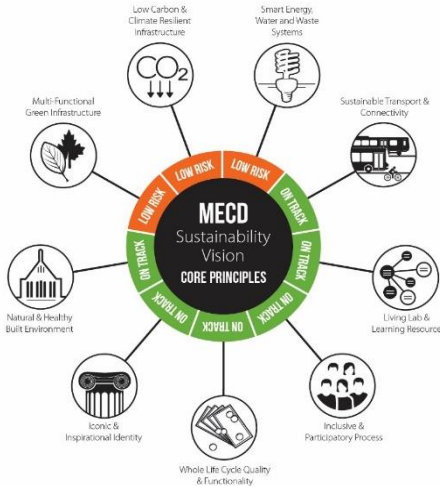 Low Carbon &
Climate Resilient
Infrastructure
Smart Energy,
Water and Waste
Systems
CO2
Multi-Functional
Green Infrastructure
Sustainable Transport &
Connectivity
LOW RISK
LOW RISK
LOW RISK
ON TRACK
ON TRACK
ON TRACK
ON TRACK
ON TRACK
ON TRACK
MECD
Sustainability
Vision
CORE PRINCIPLES
Natural & Healthy
Built Environment
Living Lab &
Learning Resource
Iconic &
Inspirational Identity
Inclusive &
Participatory Process
Whole Life Cycle Quality
& Functionality